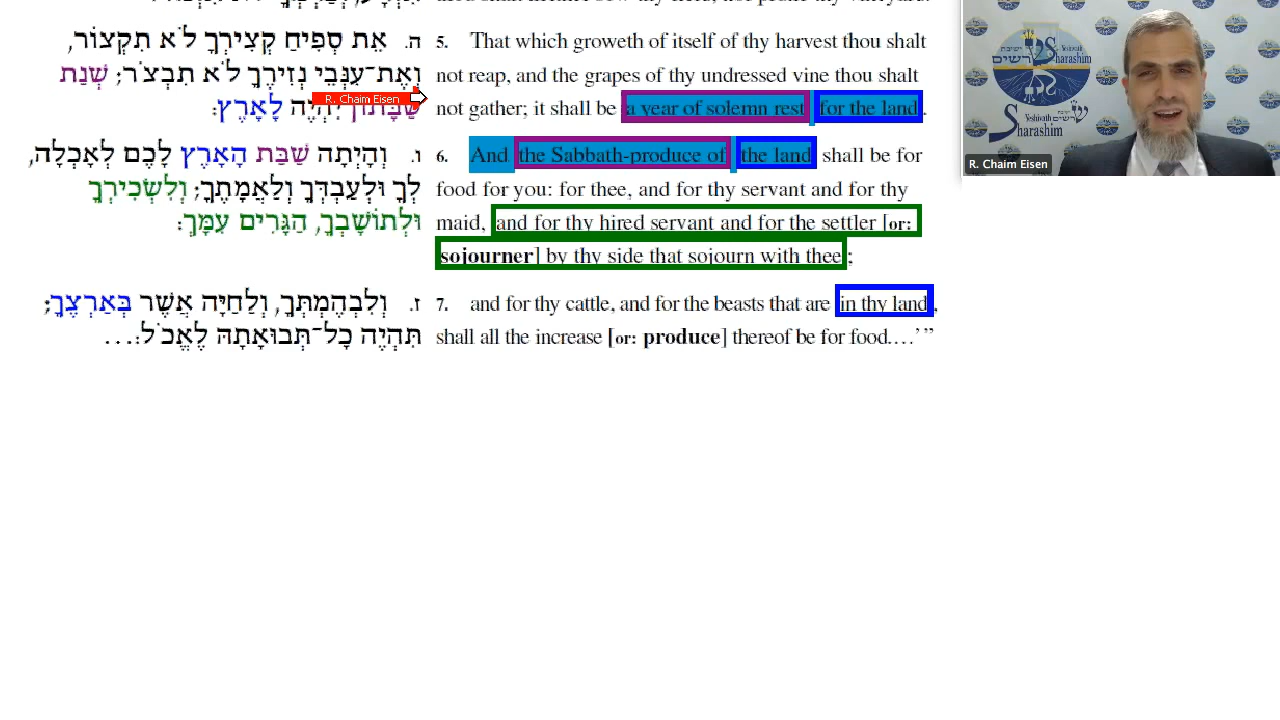 ה. אֵת סְפִיחַ קְצִירְךָ לֹא תִקְצוֹר,
וְאֶת־עִנְּבֵי נְזִירֶךָ לֹא תִבְצֹר; שְׁנַת
שַׁבָּתוֹן יִהְיֶה לָאָרֶץ:
ו. וְהָיְתָה שַׁבַּת הָאָרֶץ לָכֶם לְאָכְלָה,
לְךָ וּלְעַבְדְּךָ וְלַאֲמָתֶךָ; וְלִשְׂכִירְךָ
וּלְתוֹשָׁבְךָ, הַגָּרִים עִמָּךְ:
ז. וְלִבְהֶמְתְּךָ, וְלַחַיָּה אֲשֶׁר בְּאַרְצֶךָ;
תִּהְיֶה כָל־תְּבוּאָתָהּ לֶאֱכֹל:...
5. That which groweth of itself of thy harvest thou shalt
not reap, and the grapes of thy undressed vine thou shalt
not gather; it shall be a year of solemn rest for the land.
6. And the Sabbath-produce of the land shall be for
food for you: for thee, and for thy servant and for thy
maid, and for thy hired servant and for the settler [or:
sojourner] by thy side that sojourn with thee;
7. and for thy cattle, and for the beasts that are in thy land,
shall all the increase [or: produce] thereof be for food....’”
R. Chaim Eisen
Sharashim
Yeshivath
Sharashim
R. Chaim Eisen